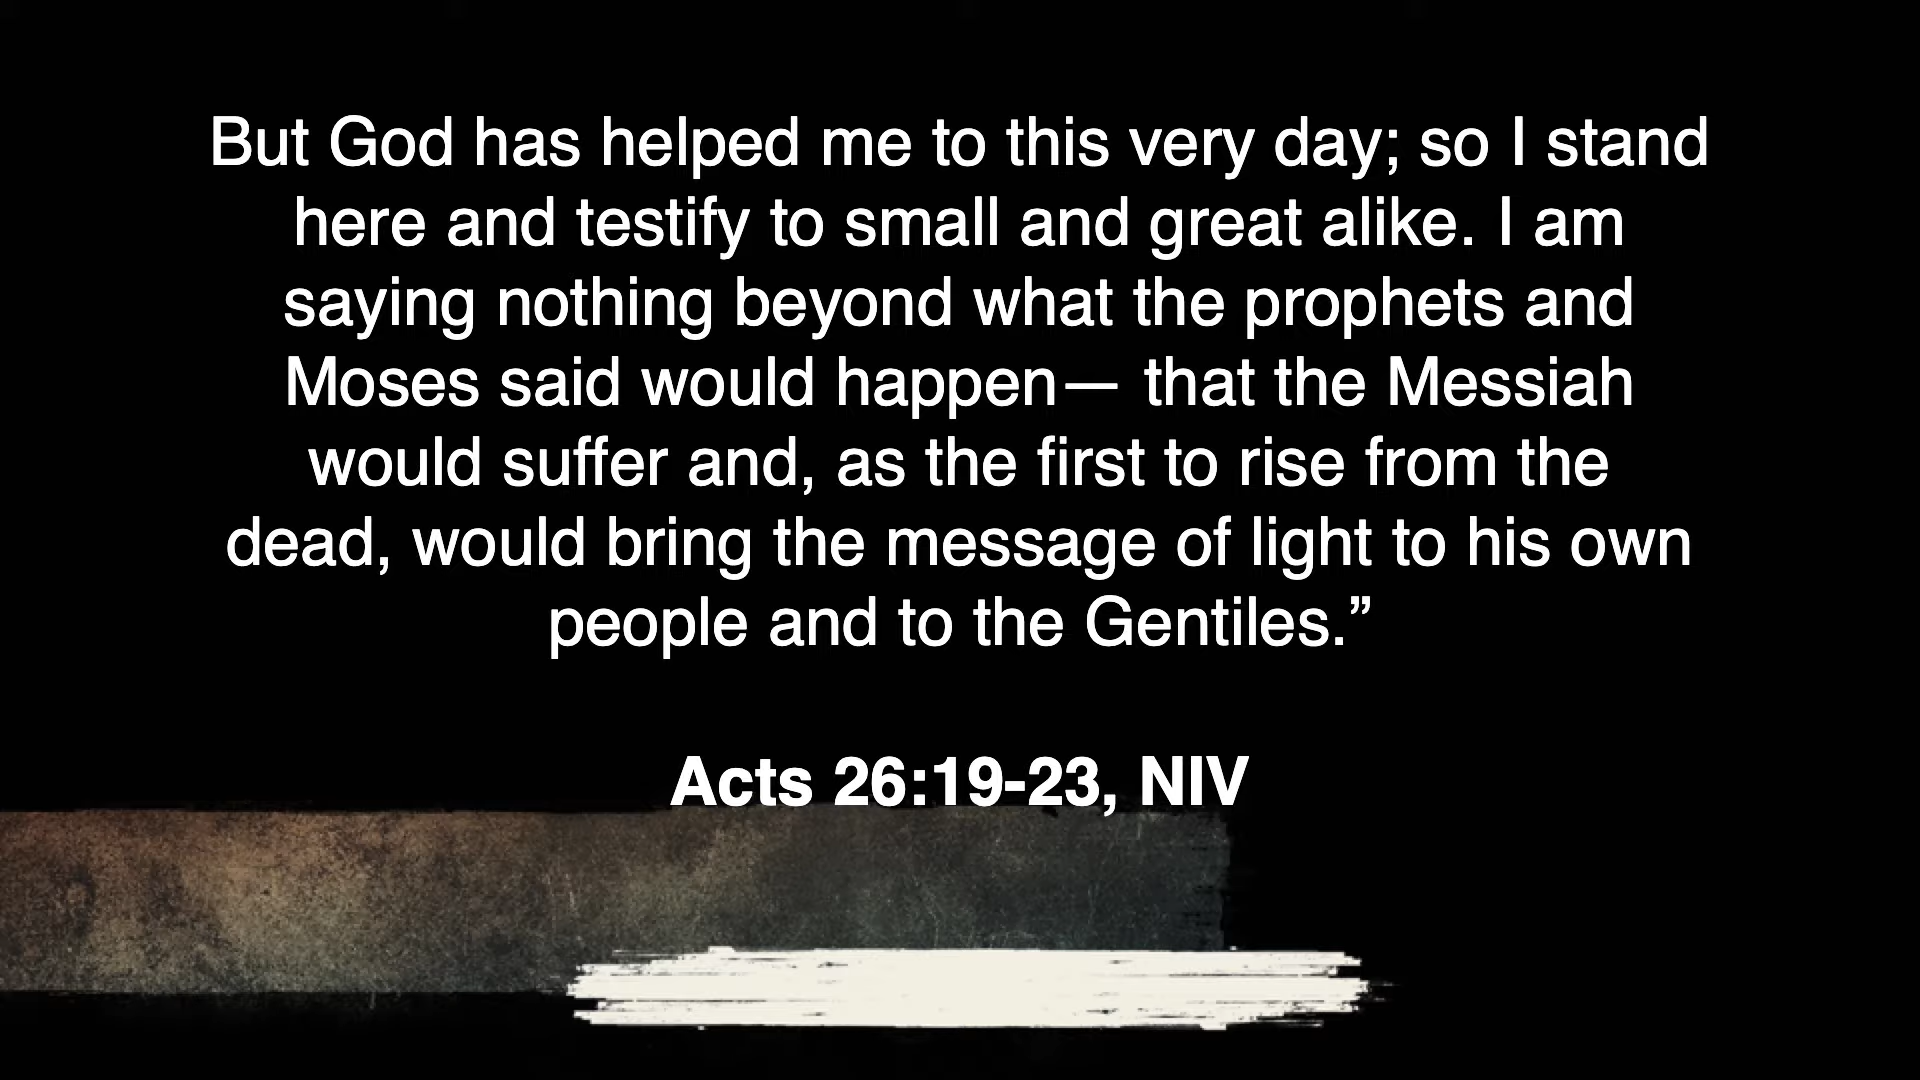 But God has helped me to this very day; so I stand
here and testify to small and great alike. I am
saying nothing beyond what the prophets and
Moses said would happen— that the Messiah
would suffer and, as the first to rise from the
dead, would bring the message of light to his own
people and to the Gentiles.”
Acts 26:19-23, NIV